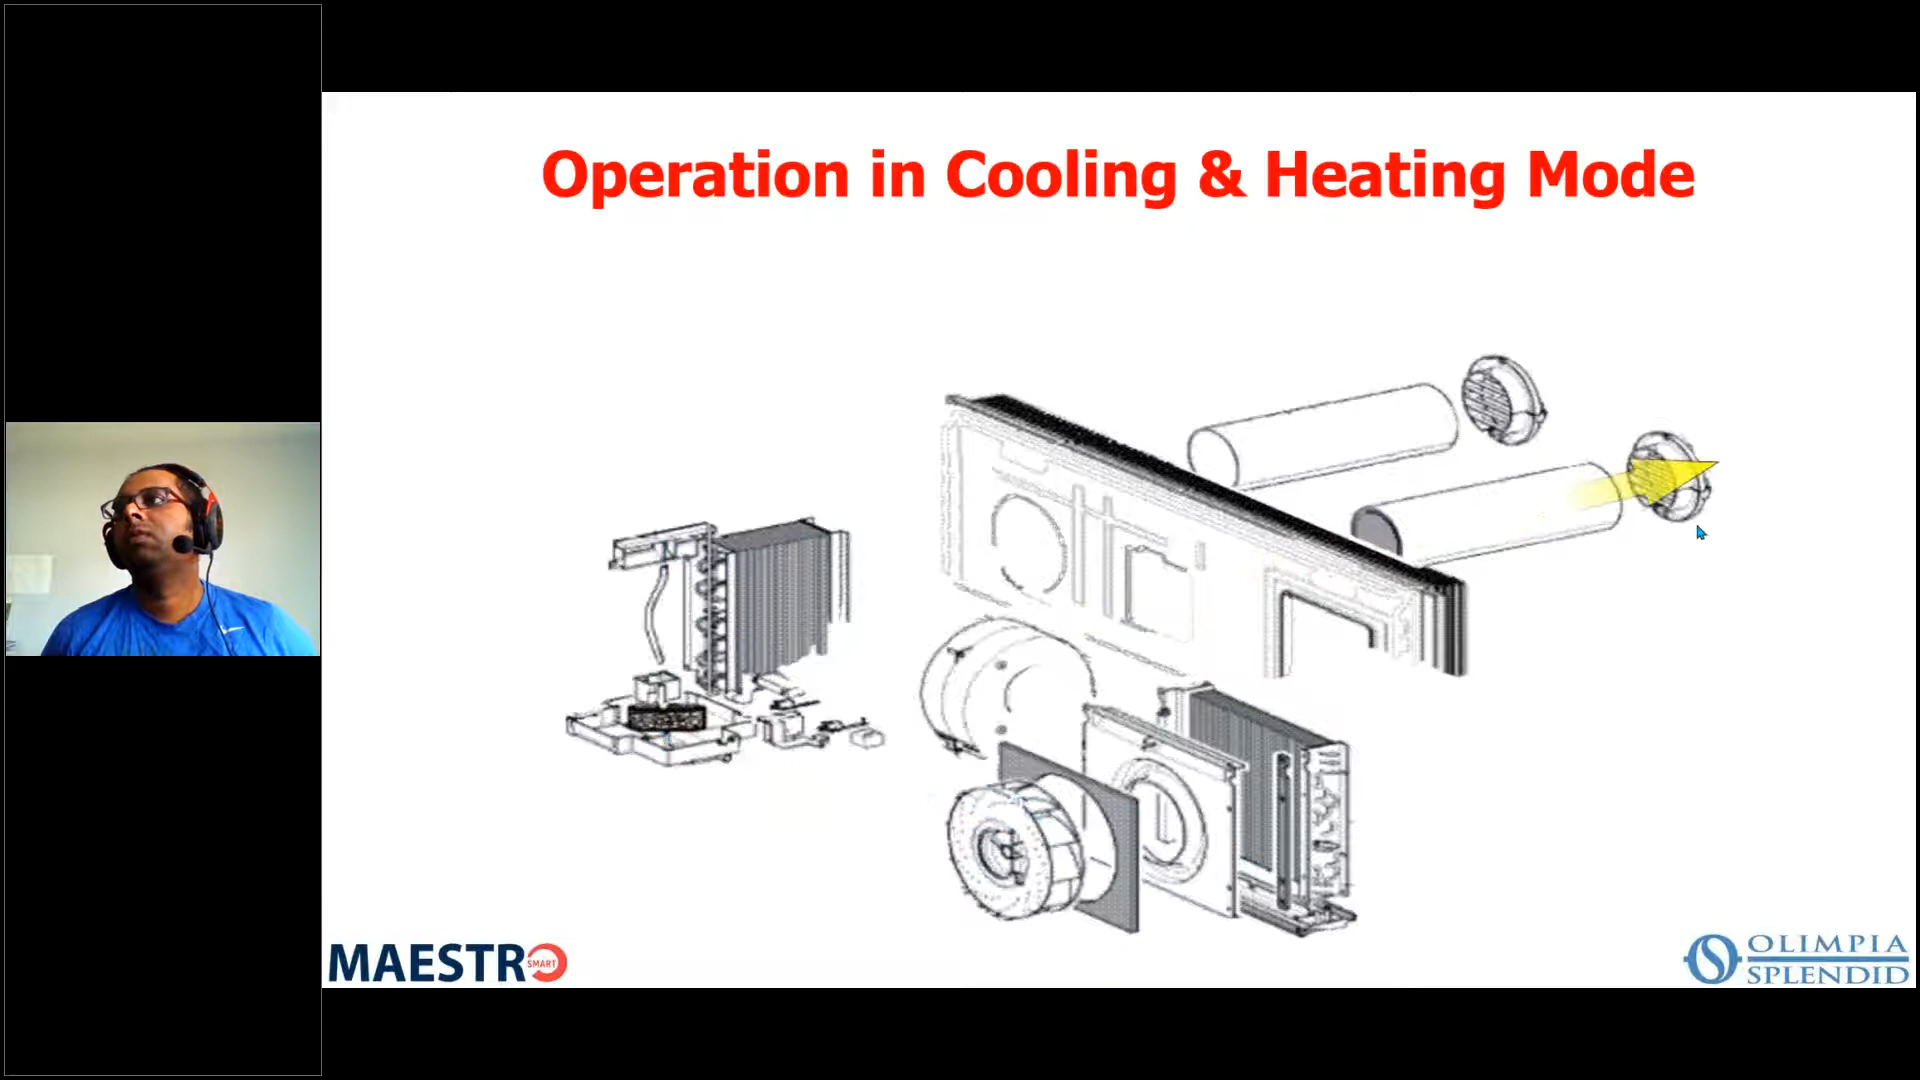 Operation in Cooling & Heating Mode
MAESTRO
SMART
OLIMPIA
SPLENDID